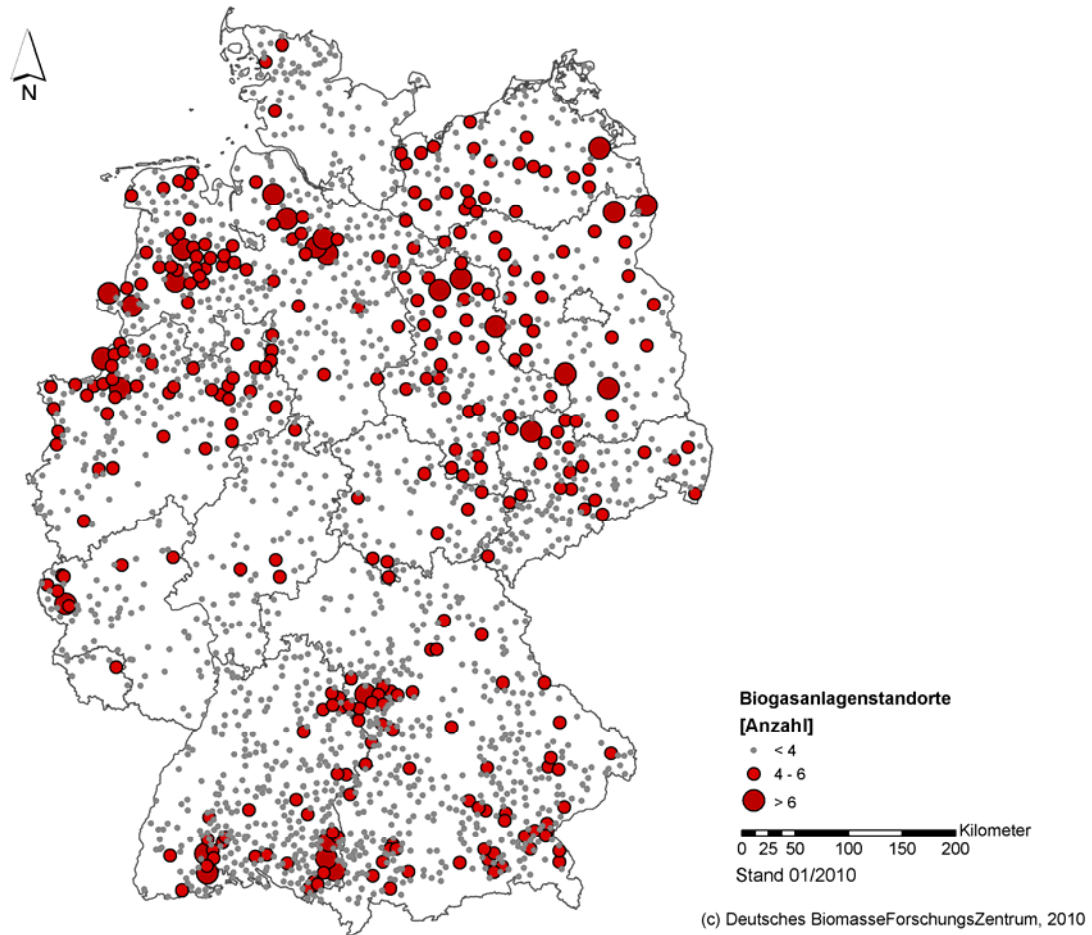 N
Biogasanlagenstandorte
[Anzahl]
< 4
4 - 6
> 6
Kilometer
0 25 50 100 150 200
Stand 01/2010
(c) Deutsches BiomasseForschungsZentrum, 2010